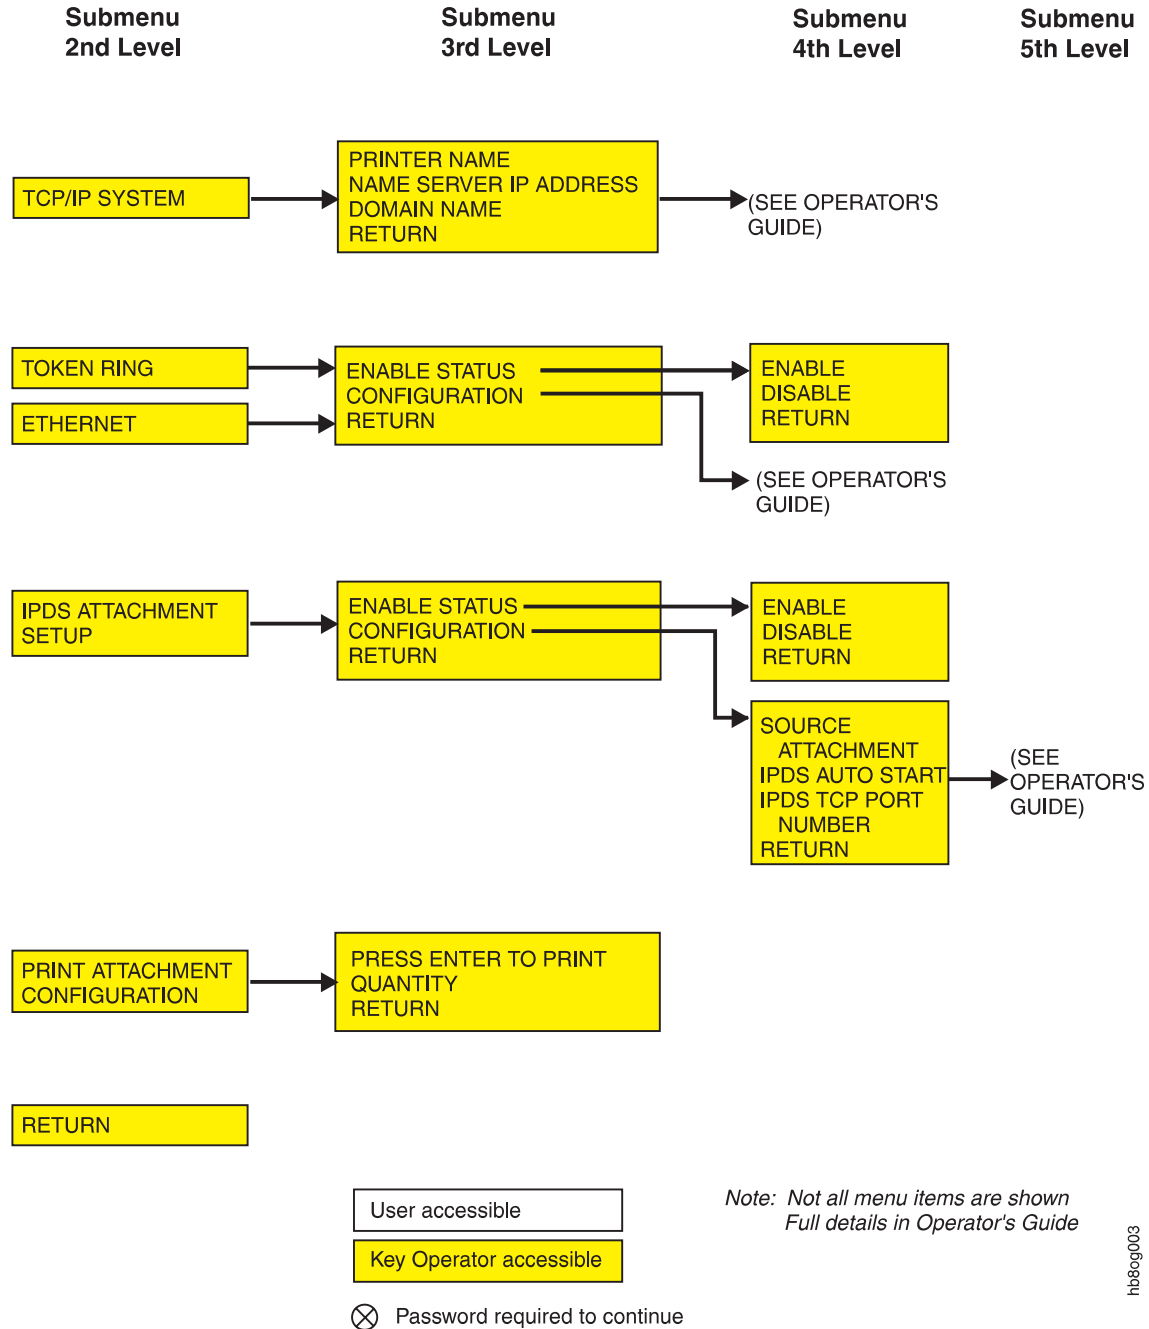 Submenu
2nd Level
Submenu
3rd Level
Submenu
4th Level
Submenu
5th Level
TCP/IP SYSTEM
PRINTER NAME
NAME SERVER IP ADDRESS
DOMAIN NAME
RETURN
(SEE OPERATOR'S
GUIDE)
TOKEN RING
ETHERNET
ENABLE STATUS
CONFIGURATION
RETURN
ENABLE
DISABLE
RETURN
(SEE OPERATOR'S
GUIDE)
IPDS ATTACHMENT
SETUP
ENABLE STATUS
CONFIGURATION
RETURN
ENABLE
DISABLE
RETURN
SOURCE
ATTACHMENT
IPDS AUTO START
IPDS TCP PORT
NUMBER
RETURN
(SEE
OPERATOR'S
GUIDE)
PRINT ATTACHMENT
CONFIGURATION
PRESS ENTER TO PRINT
QUANTITY
RETURN
RETURN
User accessible
Key Operator accessible
Password required to continue
Note: Not all menu items are shown
Full details in Operator's Guide
hb8og003